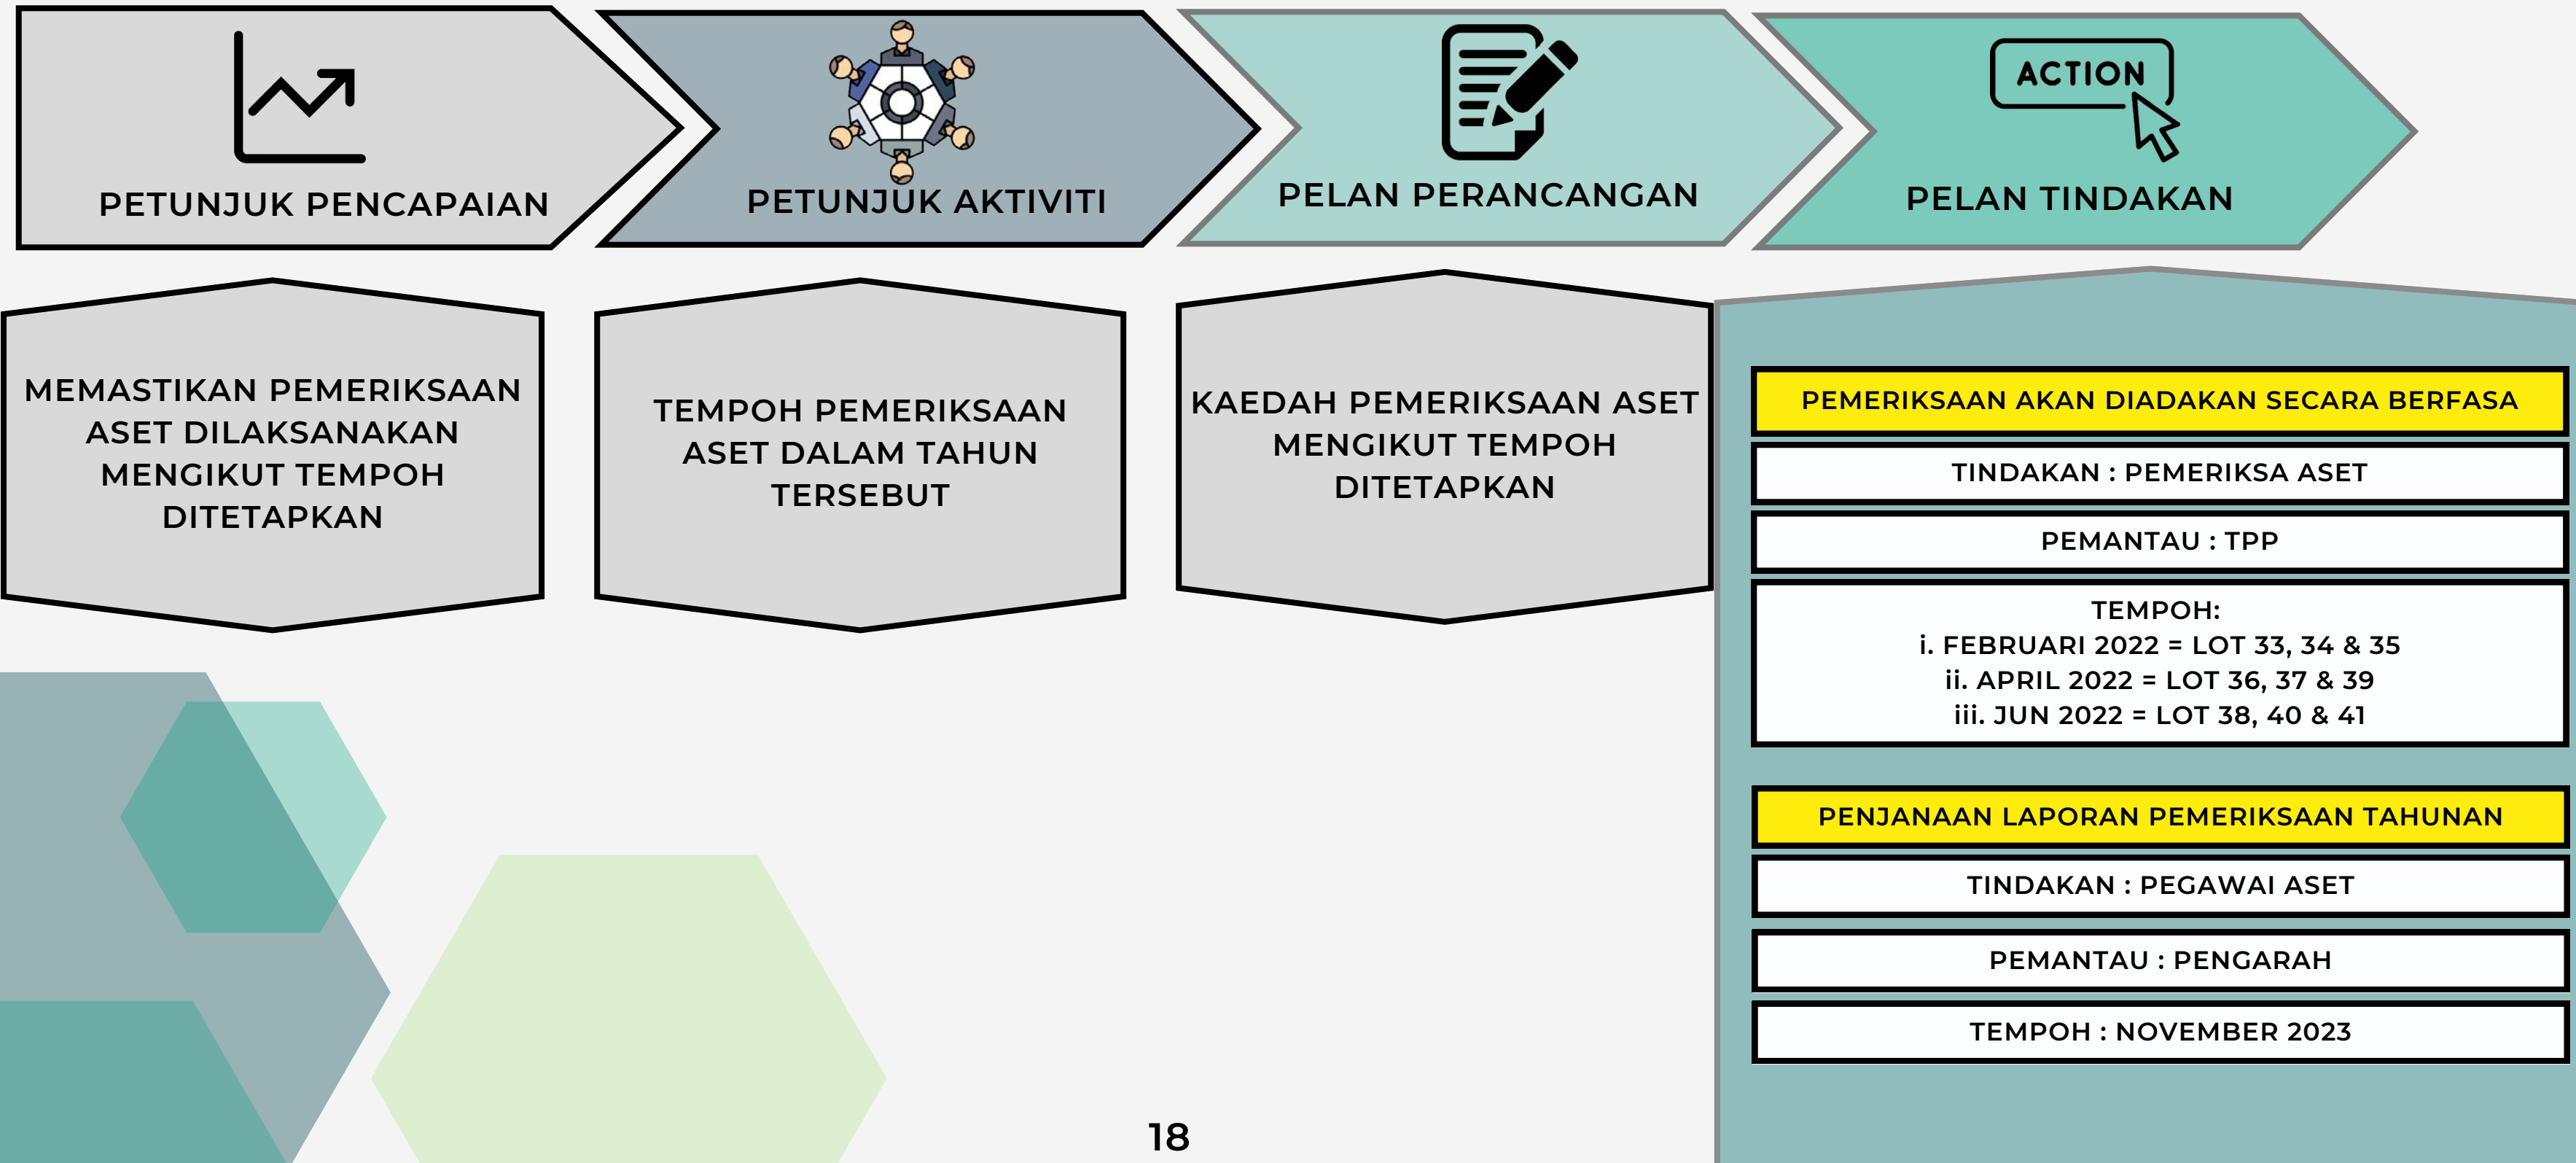 PETUNJUK PENCAPAIAN
PETUNJUK AKTIVITI
PELAN PERANCANGAN
ACTION
PELAN TINDAKAN
MEMASTIKAN PEMERIKSAAN
ASET DILAKSANAKAN
MENGIKUT TEMPOH
DITETAPKAN
TEMPOH PEMERIKSAAN
ASET DALAM TAHUN
TERSEBUT
KAEDAH PEMERIKSAAN ASET
MENGIKUT TEMPOH
DITETAPKAN
PEMERIKSAAN AKAN DIADAKAN SECARA BERFASA
TINDAKAN : PEMERIKSA ASET
PEMANTAU : TPP
TEMPOH:
i. FEBRUARI 2022 = LOT 33, 34 & 35
ii. APRIL 2022 = LOT 36, 37 & 39
iii. JUN 2022 = LOT 38, 40 & 41
PENJANAAN LAPORAN PEMERIKSAAN TAHUNAN
TINDAKAN : PEGAWAI ASET
PEMANTAU : PENGARAH
TEMPOH : NOVEMBER 2023
18